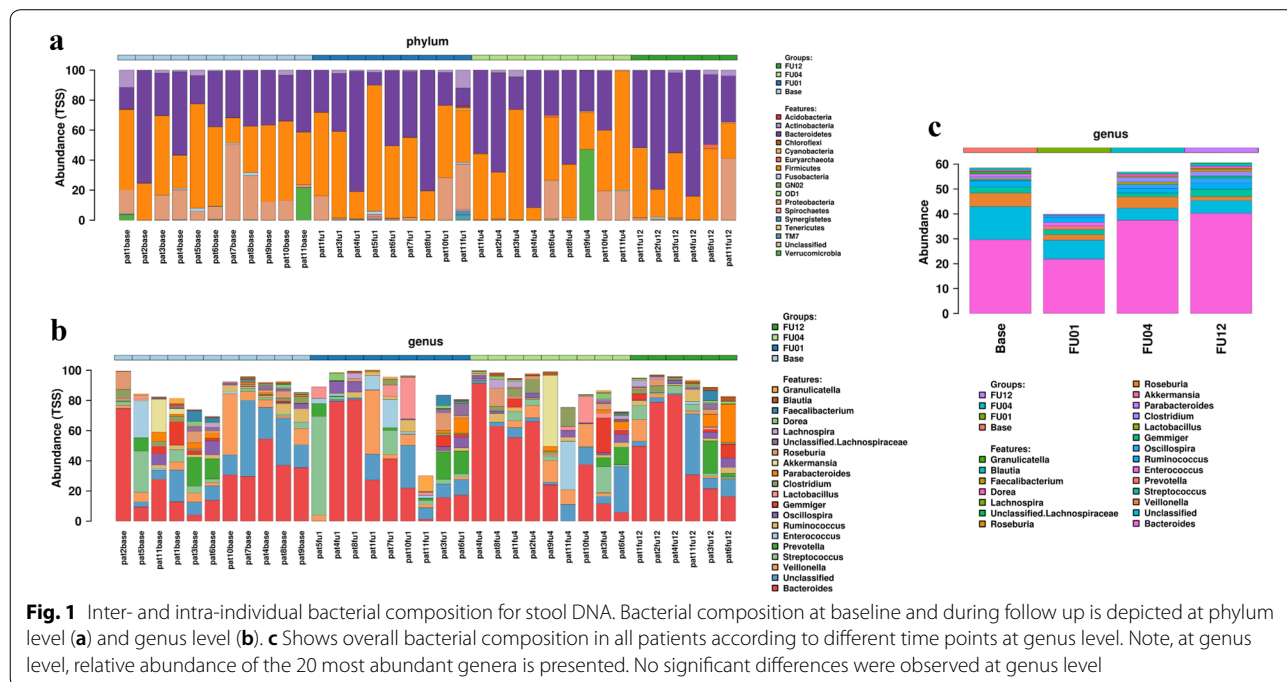 a
phylum
Abundance (TSS)
100
80
60
40
20
0
pat1base
pat2base
pat3base
pat4base
pat5base
pat6base
pat7base
pat8base
pat9base
pat10base
pat11base
pat1fu1
pat3fu1
pat4fu1
pat5fu1
pat6fu1
pat7fu1
pat8fu1
pat10fu1
pat11fu1
pat1fu4
pat2fu4
pat3fu4
pat4fu4
pat6fu4
pat8fu4
pat9fu4
pat10fu4
pat11fu4
pat1fu12
pat2fu12
pat3fu12
pat4fu12
pat6fu12
pat11fu12
Groups:
FU12
FU04
FU01
Base
Features:
Acidobacteria
Actinobacteria
Bacteroidetes
Chloroflexi
Cyanobacteria
Euryarchaeota
Firmicutes
Fusobacteria
GN02
OD1
Proteobacteria
Spirochaetes
Synergistetes
Tenericutes
TM7
Unclassified
Verrucomicrobia
b
genus
Abundance (TSS)
100
80
60
40
20
0
pat2base
pat5base
pat11base
pat1base
pat3base
pat6base
pat10base
pat7base
pat4base
pat8base
pat9base
pat5fu1
pat4fu1
pat8fu1
pat1fu1
pat7fu1
pat10fu1
pat11fu1
pat3fu1
pat6fu1
pat4fu4
pat8fu4
pat1fu4
pat2fu4
pat9fu4
pat11fu4
pat10fu4
pat3fu4
pat6fu4
pat1fu12
pat2fu12
pat4fu12
pat11fu12
pat3fu12
pat6fu12
Groups:
FU12
FU04
FU01
Base
Features:
Granulicatella
Blautia
Faecalibacterium
Dorea
Lachnospira
Unclassified.Lachnospiraceae
Roseburia
Akkermansia
Parabacteroides
Clostridium
Lactobacillus
Gemmiger
Oscillospira
Ruminococcus
Enterococcus
Prevotella
Streptococcus
Veillonella
Unclassified
Bacteroides
c
genus
Abundance
60
50
40
30
20
10
0
Base
FU01
FU04
FU12
Groups:
FU12
FU04
FU01
Base
Features:
Granulicatella
Blautia
Faecalibacterium
Dorea
Lachnospira
Unclassified.Lachnospiraceae
Roseburia
Roseburia
Akkermansia
Parabacteroides
Clostridium
Lactobacillus
Gemmiger
Oscillospira
Ruminococcus
Enterococcus
Prevotella
Streptococcus
Veillonella
Unclassified
Bacteroides
Fig. 1 Inter- and intra-individual bacterial composition for stool DNA. Bacterial composition at baseline and during follow up is depicted at phylum
level (a) and genus level (b). c Shows overall bacterial composition in all patients according to different time points at genus level. Note, at genus
level, relative abundance of the 20 most abundant genera is presented. No significant differences were observed at genus level